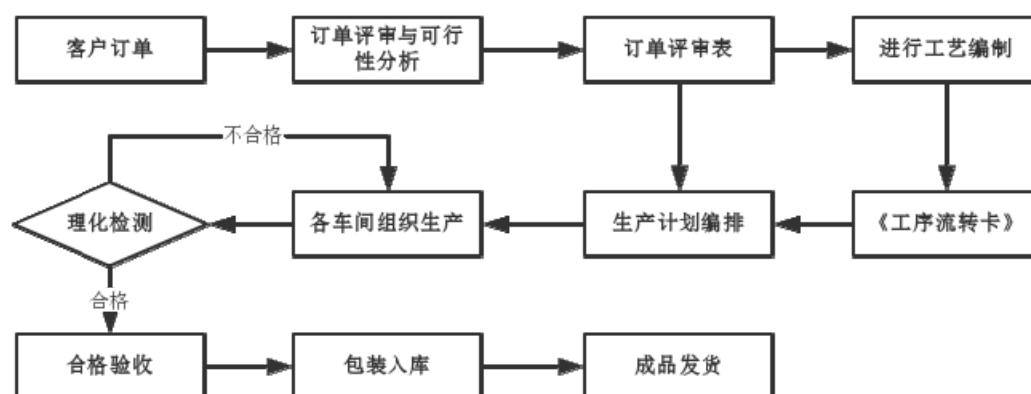 客户订单
订单评审与可行
性分析
订单评审表
进行工艺编制
不合格
理化检测
各车间组织生产
生产计划编排
《工序流转卡》
合格
合格验收
包装入库
成品发货